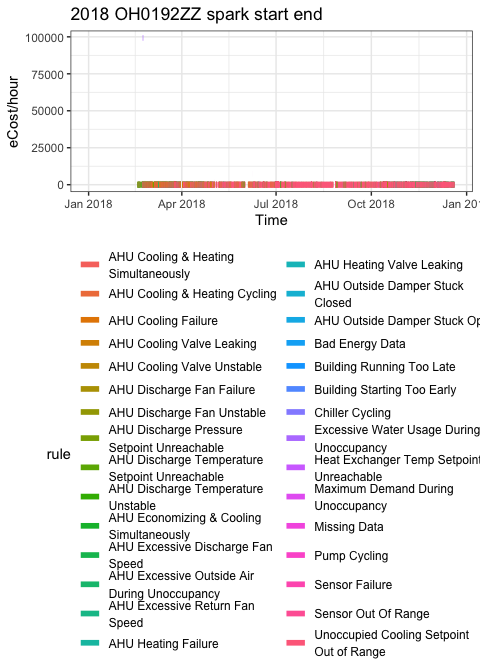 2018 OH0192ZZ spark start end
100000
75000
50000
25000
0
eCost/hour
Jan 2018
Apr 2018
Jul 2018
Oct 2018
Jan 201
Time
rule
AHU Cooling & Heating
Simultaneously
AHU Cooling & Heating Cycling
AHU Cooling Failure
AHU Cooling Valve Leaking
AHU Cooling Valve Unstable
AHU Discharge Fan Failure
AHU Discharge Fan Unstable
AHU Discharge Pressure
Setpoint Unreachable
AHU Discharge Temperature
Setpoint Unreachable
AHU Discharge Temperature
Unstable
AHU Economizing & Cooling
Simultaneously
AHU Excessive Discharge Fan
Speed
AHU Excessive Outside Air
During Unoccupancy
AHU Excessive Return Fan
Speed
AHU Heating Failure
AHU Heating Valve Leaking
AHU Outside Damper Stuck
Closed
AHU Outside Damper Stuck Op
Bad Energy Data
Building Running Too Late
Building Starting Too Early
Chiller Cycling
Excessive Water Usage During
Unoccupancy
Heat Exchanger Temp Setpoint
Unreachable
Maximum Demand During
Unoccupancy
Missing Data
Pump Cycling
Sensor Failure
Sensor Out Of Range
Unoccupied Cooling Setpoint
Out of Range